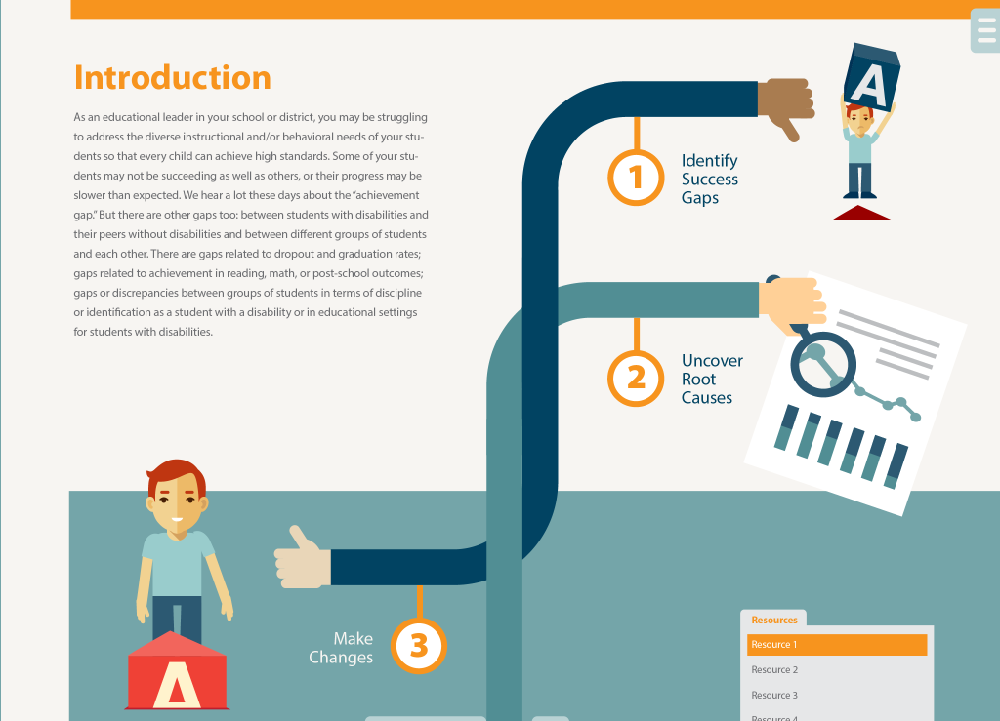 Introduction
As an educational leader in your school or district, you may be struggling
to address the diverse instructional and/or behavioral needs of your stu-
dents so that every child can achieve high standards. Some of your stu-
dents may not be succeeding as well as others, or their progress may be
slower than expected. We hear a lot these days about the “achievement
gap.” But there are other gaps too: between students with disabilities and
their peers without disabilities and between different groups of students
and each other. There are gaps related to dropout and graduation rates;
gaps related to achievement in reading, math, or post-school outcomes;
gaps or discrepancies between groups of students in terms of discipline
or identification as a student with a disability or in educational settings
for students with disabilities.
A
1
Identify
Success
Gaps
2
Uncover
Root
Causes
3
Make
Changes
A
Resources
Resource 1
Resource 2
Resource 3
Resource 4